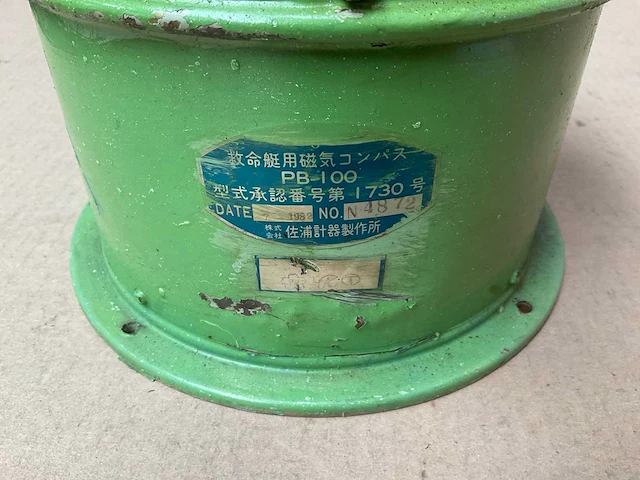 救命艇用磁気コンパス
PB-100
型式承認番号第1730号
DATE 1982 NO. N4872
株式会社 佐浦計器製作所